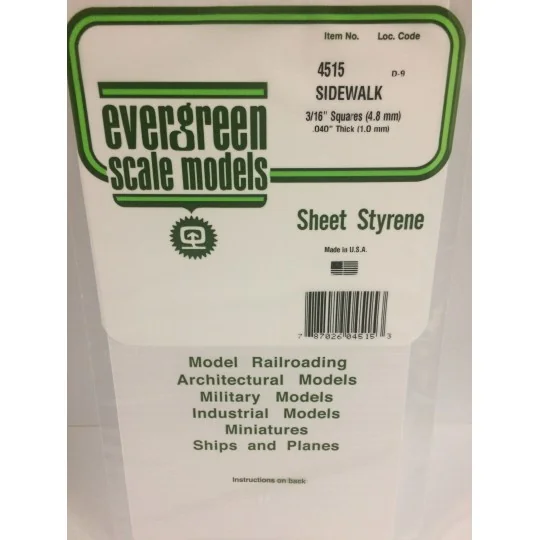 Item No. Loc. Code
4515 D-9
SIDEWALK
3/16" Squares (4.8 mm)
.040" Thick (1.0 mm)
evergreen
scale models
Sheet Styrene
Made in U.S.A.
7 87026 04515 3
Model Railroading
Architectural Models
Military Models
Industrial Models
Miniatures
Ships and Planes
Instructions on back